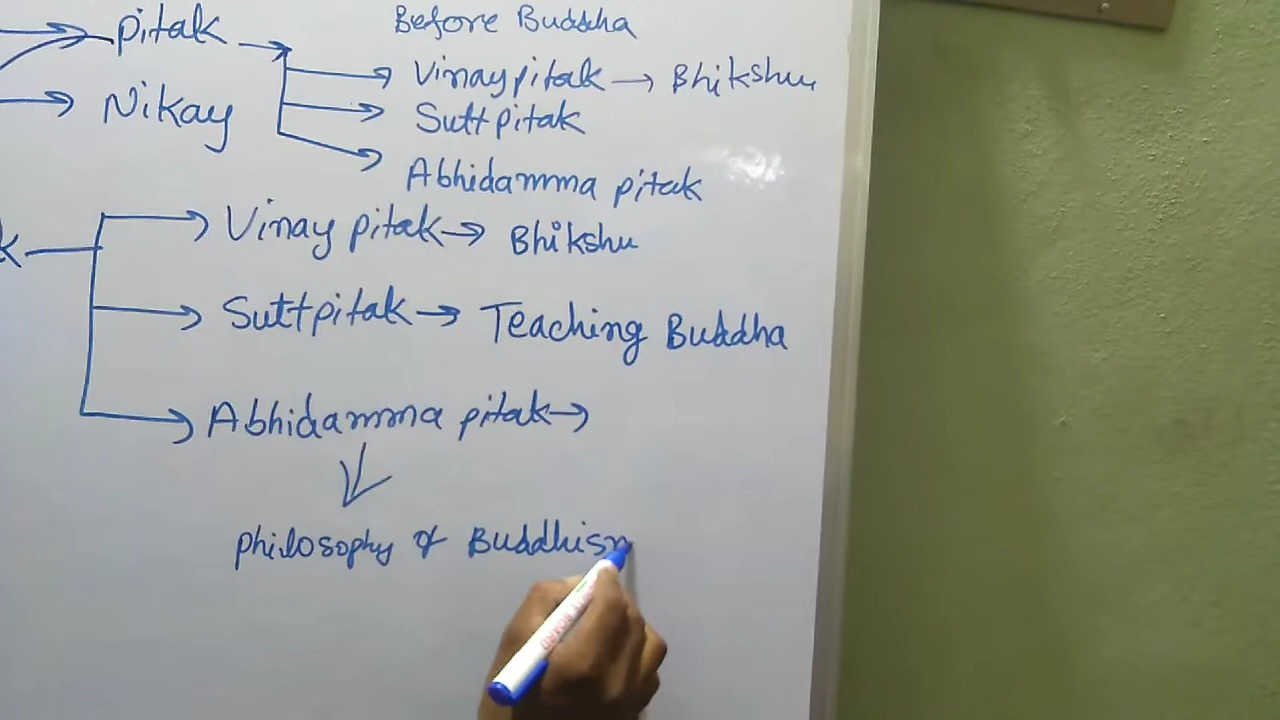 Before Buddha
Pitak
Vinaypitak → Bhikshu
Nikay
Suttpitak
Abhidamma pitak
Vinay Pitak → Bhikshu
Suttpitak → Teaching Buddha
Abhidamma pitak →
philosophy of Buddhism